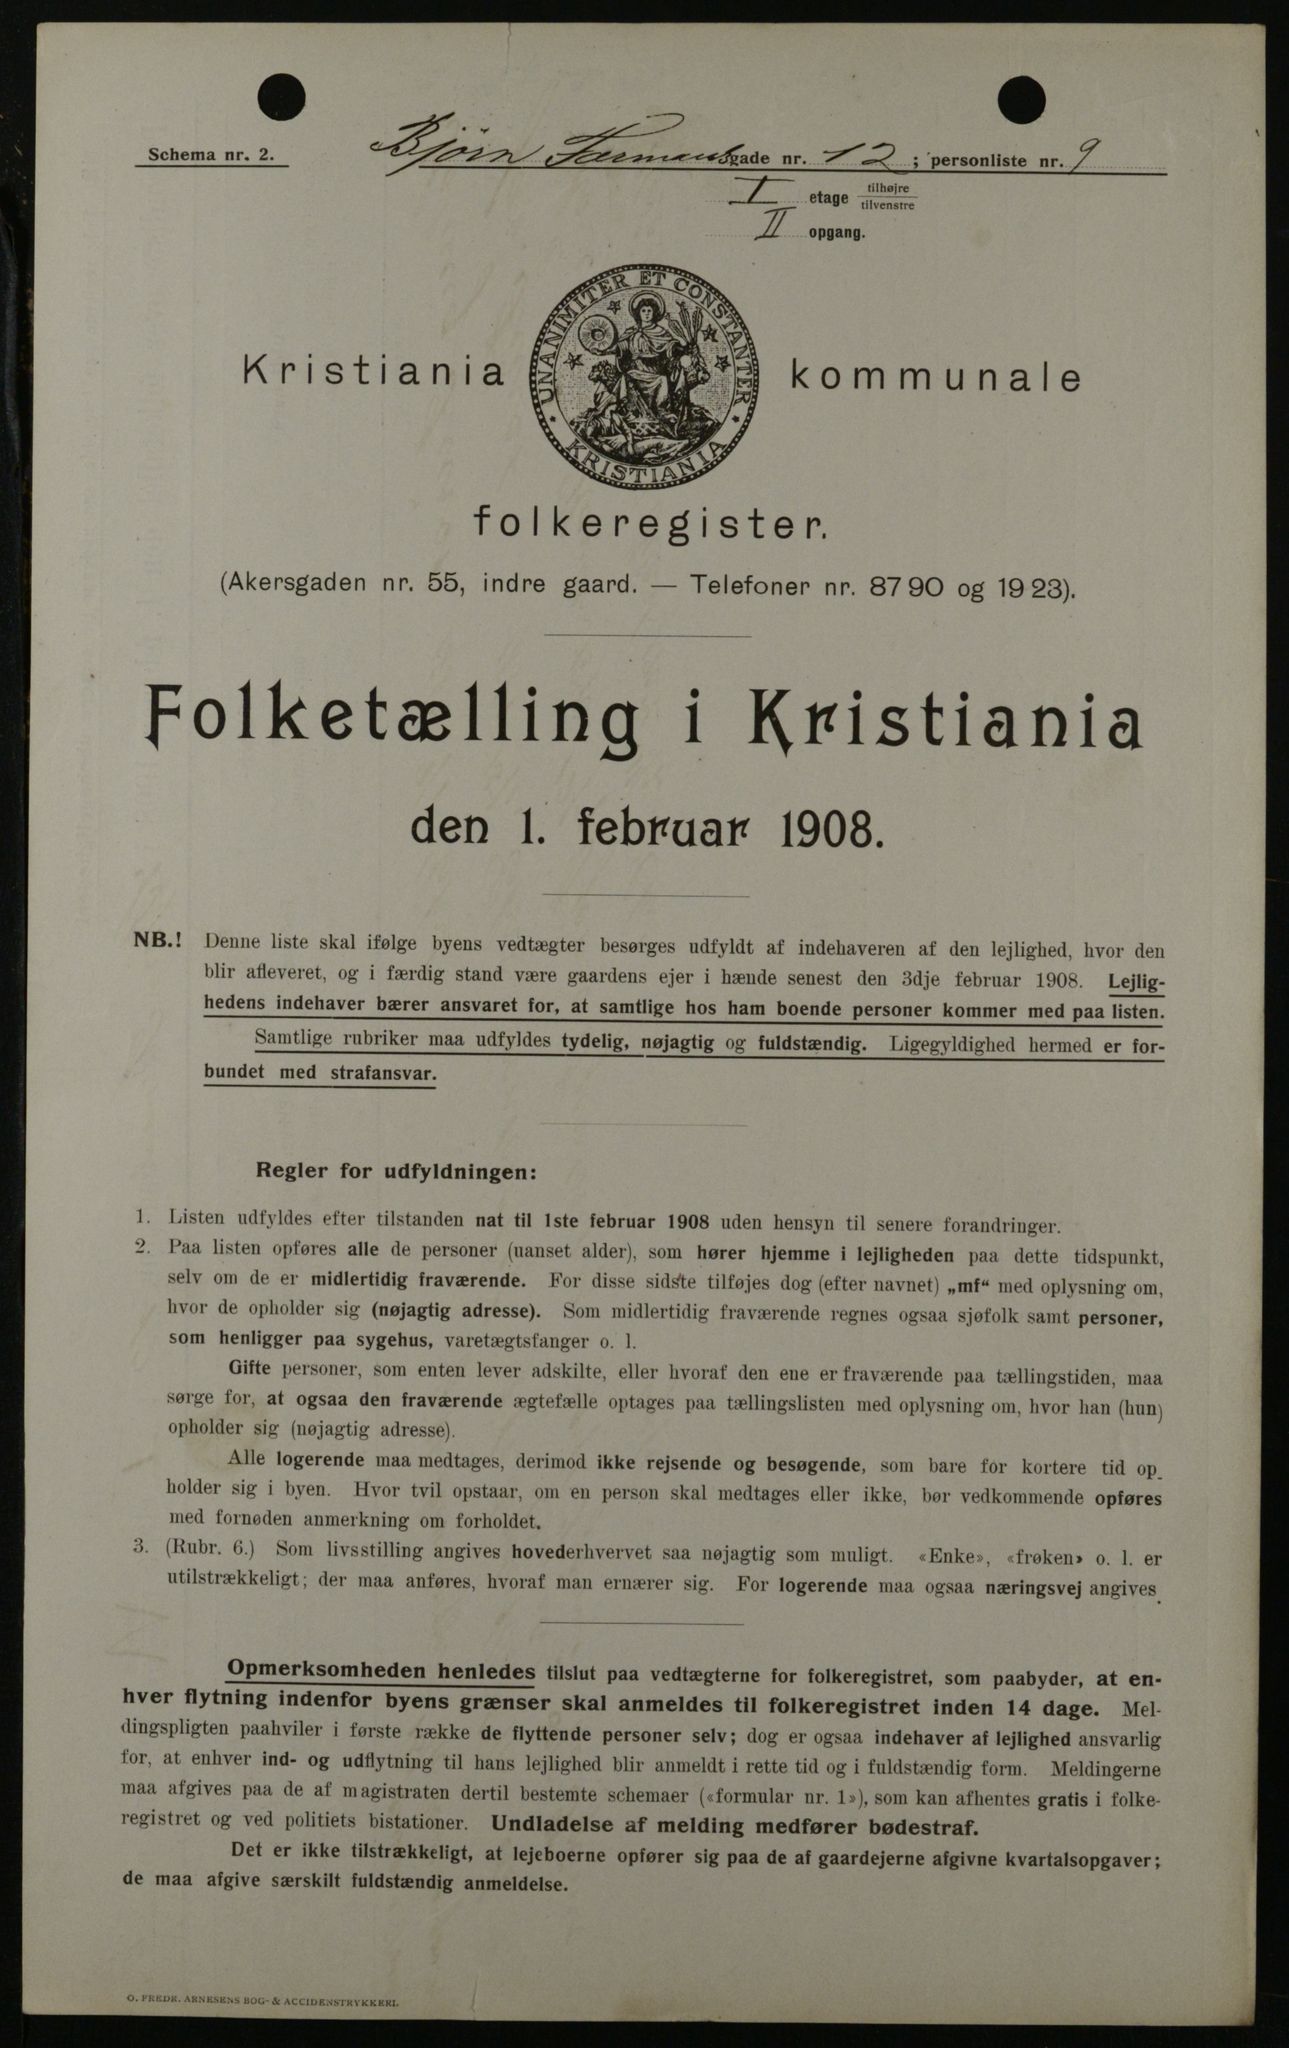 Schema nr. 2. Bjørn Farmandsgade nr. 12; personliste nr. 9
I etage tilhøjre
tilvenstre
II opgang.
UNANIMITER ET CONSTANTER
KRISTIANIA
Kristiania kommunale
folkeregister.
(Akersgaden nr. 55, indre gaard. — Telefoner nr. 87 90 og 19 23).
Folketælling i Kristiania
den 1. februar 1908.
NB.! Denne liste skal ifølge byens vedtægter besørges udfyldt af indehaveren af den lejlighed, hvor den
blir afleveret, og i færdig stand være gaardens ejer i hænde senest den 3dje februar 1908. Lejlig-
hedens indehaver bærer ansvaret for, at samtlige hos ham boende personer kommer med paa listen.
Samtlige rubriker maa udfyldes tydelig, nøjagtig og fuldstændig. Ligegyldighed hermed er for-
bundet med strafansvar.
Regler for udfyldningen:
1. Listen udfyldes efter tilstanden nat til 1ste februar 1908 uden hensyn til senere forandringer.
2. Paa listen opføres alle de personer (uanset alder), som hører hjemme i lejligheden paa dette tidspunkt,
selv om de er midlertidig fraværende. For disse sidste tilføjes dog (efter navnet) „mf“ med oplysning om,
hvor de opholder sig (nøjagtig adresse). Som midlertidig fraværende regnes ogsaa sjøfolk samt personer,
som henligger paa sygehus, varetægtsfanger o. l.
Gifte personer, som enten lever adskilte, eller hvoraf den ene er fraværende paa tællingstiden, maa
sørge for, at ogsaa den fraværende ægtefælle optages paa tællingslisten med oplysning om, hvor han (hun)
opholder sig (nøjagtig adresse).
Alle logerende maa medtages, derimod ikke rejsende og besøgende, som bare for kortere tid op-
holder sig i byen. Hvor tvil opstaar, om en person skal medtages eller ikke, bør vedkommende opføres
med fornøden anmerkning om forholdet.
3. (Rubr. 6.) Som livsstilling angives hovederhvervet saa nøjagtig som muligt. «Enke», «frøken» o. l. er
utilstrækkeligt; der maa anføres, hvoraf man ernærer sig. For logerende maa ogsaa næringsvej angives.
Opmerksomheden henledes tilslut paa vedtægterne for folkeregistret, som paabyder, at en-
hver flytning indenfor byens grænser skal anmeldes til folkeregistret inden 14 dage. Mel-
dingspligten paahviler i første række de flyttende personer selv; dog er ogsaa indehaver af lejlighed ansvarlig
for, at enhver ind- og udflytning til hans lejlighed blir anmeldt i rette tid og i fuldstændig form. Meldingerne
maa afgives paa de af magistraten dertil bestemte schemaer («formular nr. 1»), som kan afhentes gratis i folke-
registret og ved politiets bistationer. Undladelse af melding medfører bødestraf.
Det er ikke tilstrækkeligt, at lejeboerne opfører sig paa de af gaardejerne afgivne kvartalsopgaver;
de maa afgive særskilt fuldstændig anmeldelse.
O. FREDR. ARNESENS BOG- & ACCIDENSTRYKKERI.